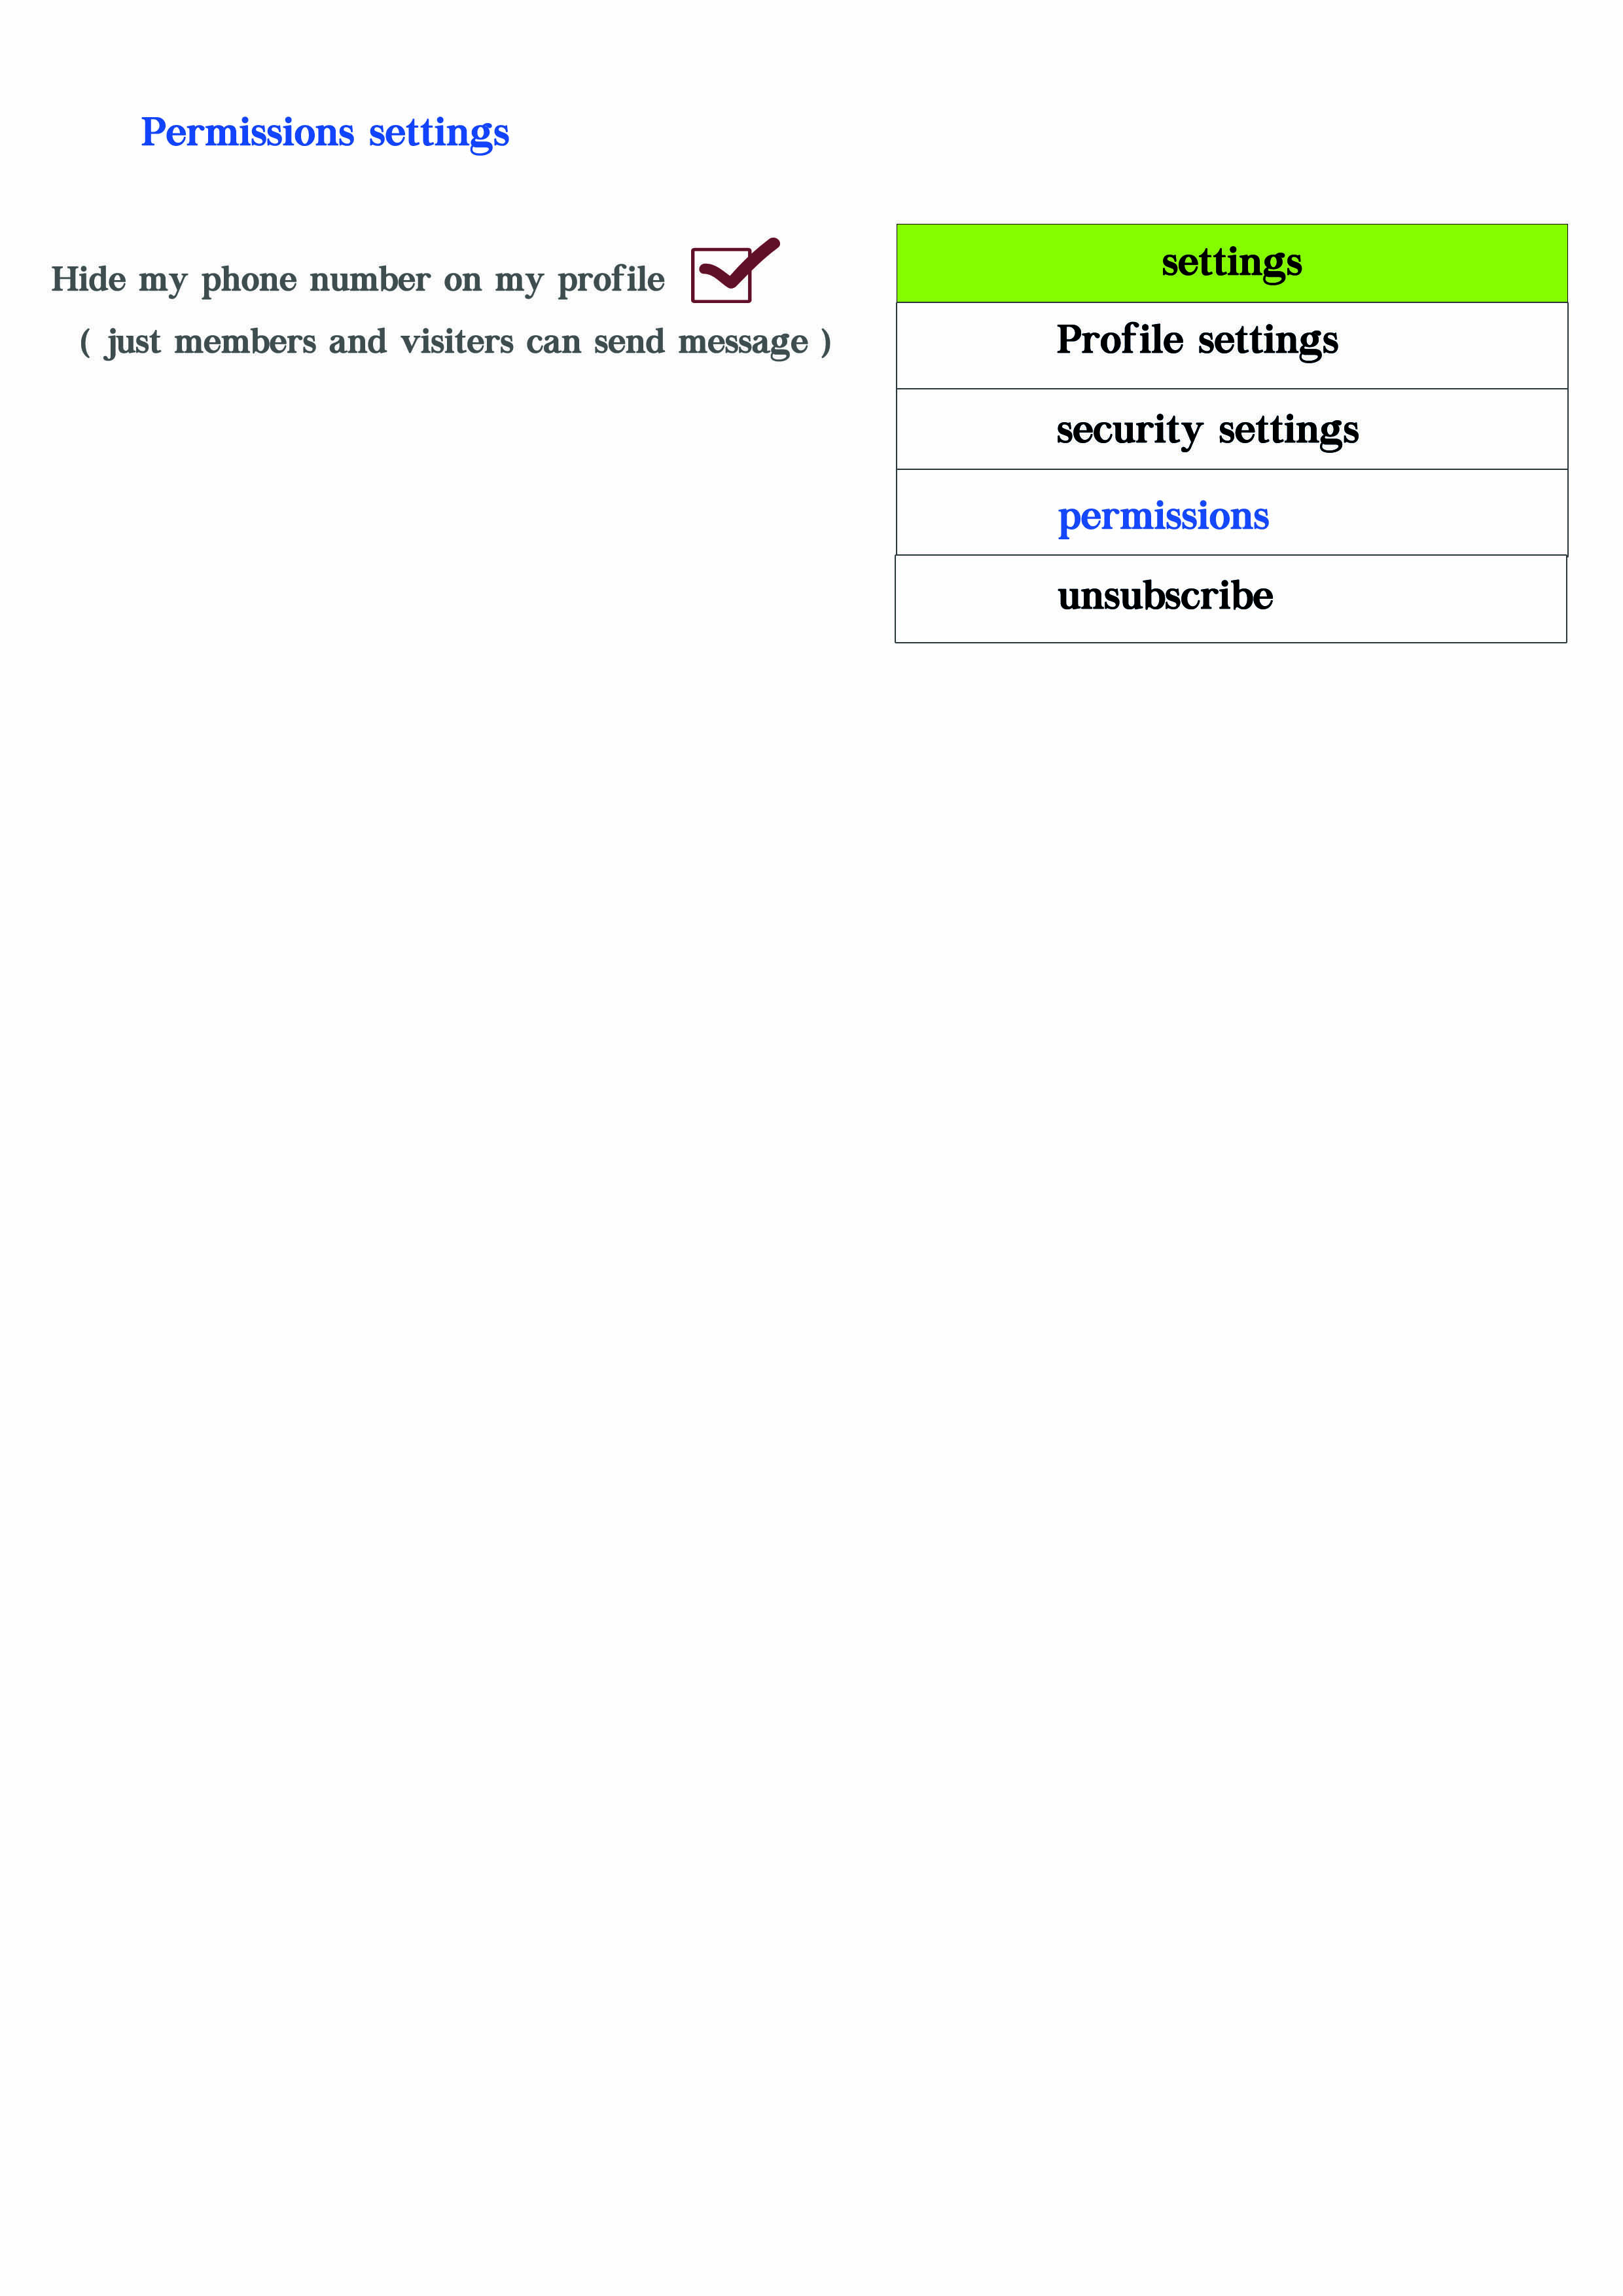 Permissions settings
Hide my phone number on my profile
( just members and visiters can send message )
settings
Profile settings
security settings
permissions
unsubscribe